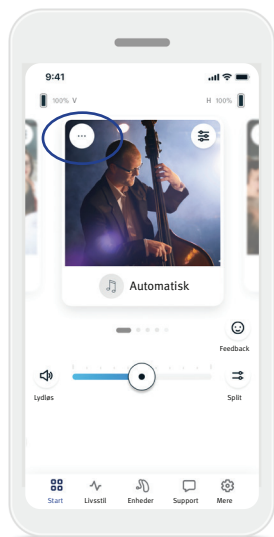 9:41
100% V H 100%
Automatisk
Feedback
Lydløs Split
Start Livsstil Enheder Support Mere